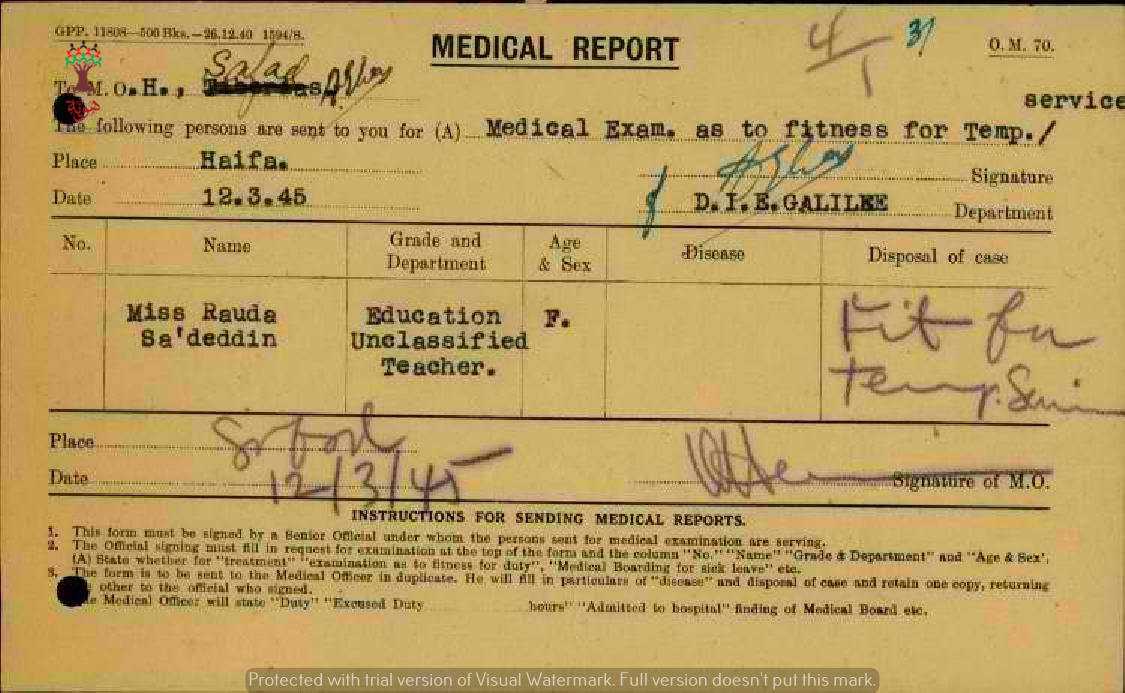 GPP. 11808—500 Bks.—26.12.40 1594/S.
MEDICAL REPORT
4/1
31
O. M. 70.
Safad
To M. O. H., Tiberias
service
The following persons are sent to you for (A) Medical Exam. as to fitness for Temp./
Place Haifa.
Signature
Date 12.3.45
D.I.E.GALILEE Department
No. Name Grade and Department Age & Sex Disease Disposal of case
Miss Rauda Sa'deddin
Education Unclassified Teacher.
F.
Fit for
temp.
Place Safad
Date 12/3/45
Signature of M.O.
INSTRUCTIONS FOR SENDING MEDICAL REPORTS.
1. This form must be signed by a Senior Official under whom the persons sent for medical examination are serving.
2. The Official signing must fill in request for examination at the top of the form and the column "No." "Name" "Grade & Department" and "Age & Sex".
(A) State whether for "treatment" "examination as to fitness for duty", "Medical Boarding for sick leave" etc.
3. The form is to be sent to the Medical Officer in duplicate. He will fill in particulars of "disease" and disposal of case and retain one copy, returning
other to the official who signed.
Medical Officer will state "Duty" "Excused Duty hours" "Admitted to hospital" finding of Medical Board etc.
Protected with trial version of Visual Watermark. Full version doesn't put this mark.